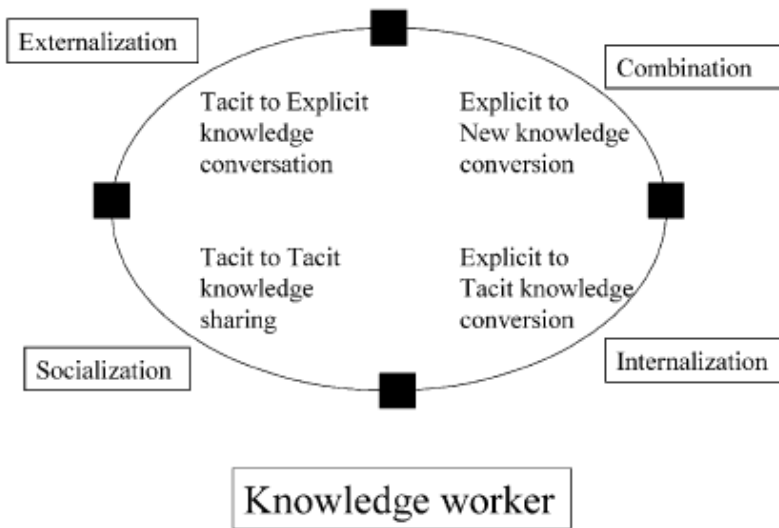 Externalization
Combination
Tacit to Explicit
knowledge
conversation
Explicit to
New knowledge
conversion
Tacit to Tacit
knowledge
sharing
Explicit to
Tacit knowledge
conversion
Socialization
Internalization
Knowledge worker